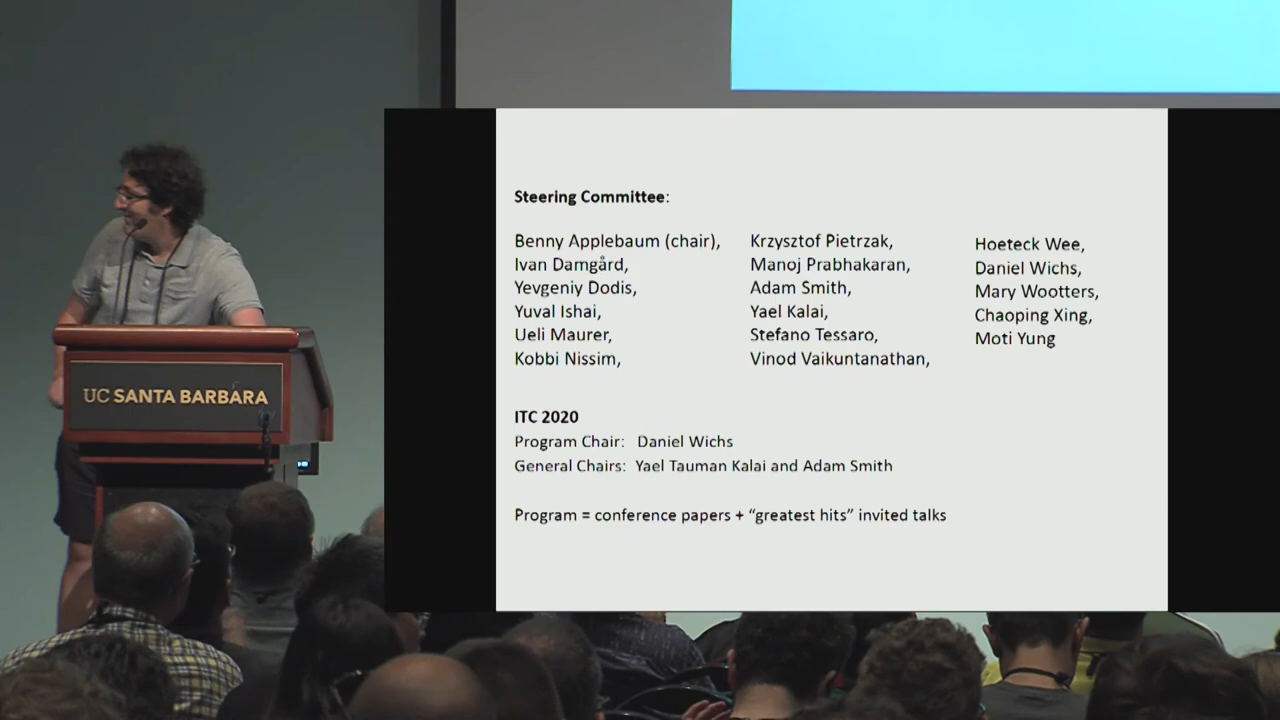 UC SANTA BARBARA
Steering Committee:
Benny Applebaum (chair),
Ivan Damgård,
Yevgeniy Dodis,
Yuval Ishai,
Ueli Maurer,
Kobbi Nissim,
Krzysztof Pietrzak,
Manoj Prabhakaran,
Adam Smith,
Yael Kalai,
Stefano Tessaro,
Vinod Vaikuntanathan,
Hoeteck Wee,
Daniel Wichs,
Mary Wootters,
Chaoping Xing,
Moti Yung
ITC 2020
Program Chair: Daniel Wichs
General Chairs: Yael Tauman Kalai and Adam Smith
Program = conference papers + “greatest hits” invited talks